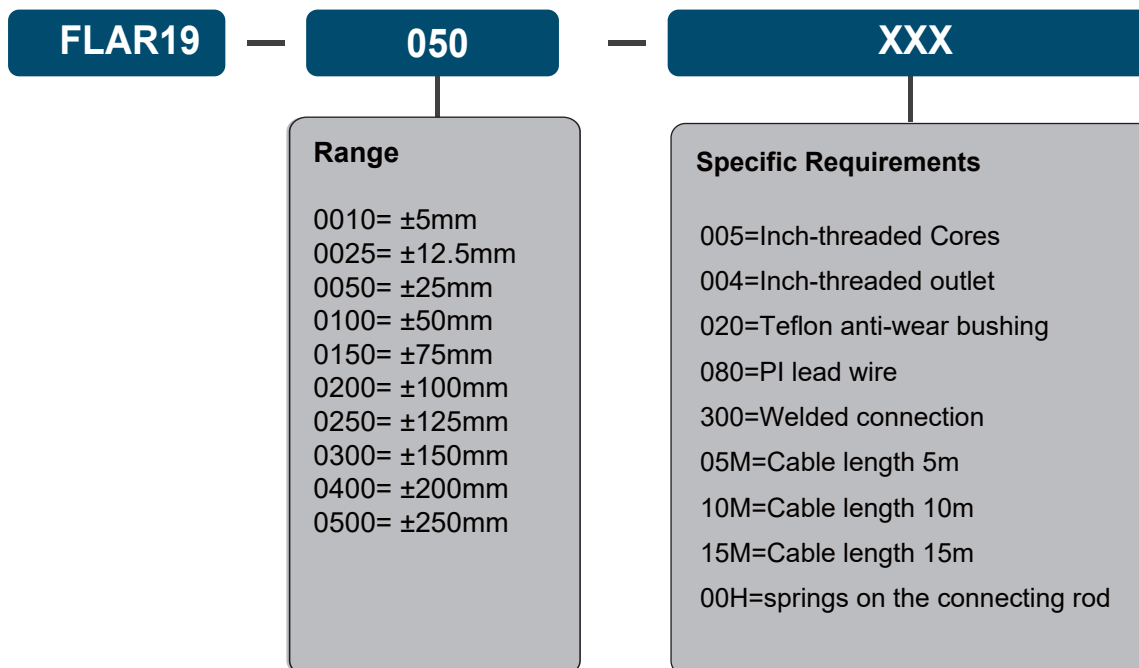 FLAR19 — 050 — XXX
Range
0010= ±5mm
0025= ±12.5mm
0050= ±25mm
0100= ±50mm
0150= ±75mm
0200= ±100mm
0250= ±125mm
0300= ±150mm
0400= ±200mm
0500= ±250mm
Specific Requirements
005=Inch-threaded Cores
004=Inch-threaded outlet
020=Teflon anti-wear bushing
080=PI lead wire
300=Welded connection
05M=Cable length 5m
10M=Cable length 10m
15M=Cable length 15m
00H=springs on the connecting rod